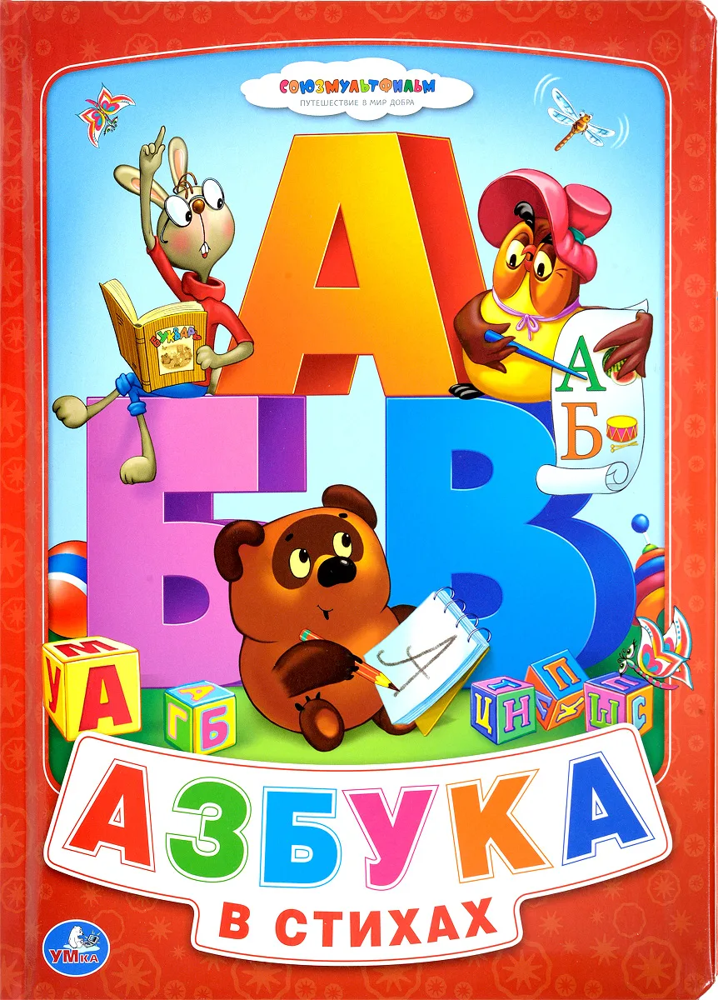 СОЮЗМУЛЬТФИЛЬМ
ПУТЕШЕСТВИЕ В МИР ДОБРА
А
БУКВАРЬ
А
Б
Б В
А
М
У А
А
Г Б
П
Ц Н
П
Ш С
АЗБУКА
В СТИХАХ
УМКА